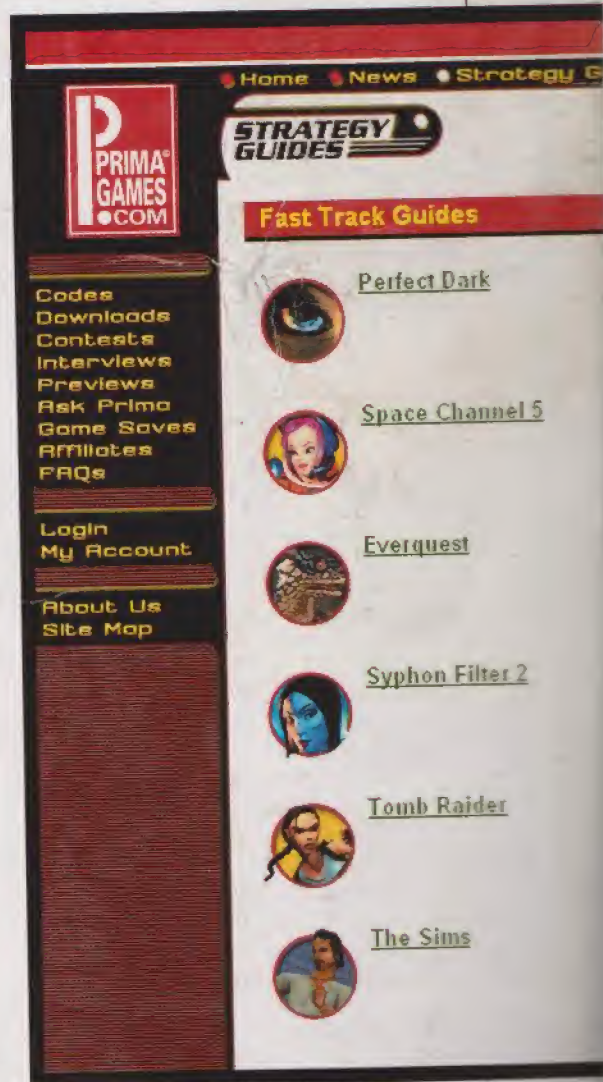 Home News Strategy G
PRIMA®
GAMES
.COM
STRATEGY
GUIDES
Fast Track Guides
Codes
Downloads
Contests
Interviews
Previews
Ask Prima
Game Saves
Affiliates
FAQs
Login
My Account
About Us
Site Map
Perfect Dark
Space Channel 5
Everquest
Syphon Filter 2
Tomb Raider
The Sims